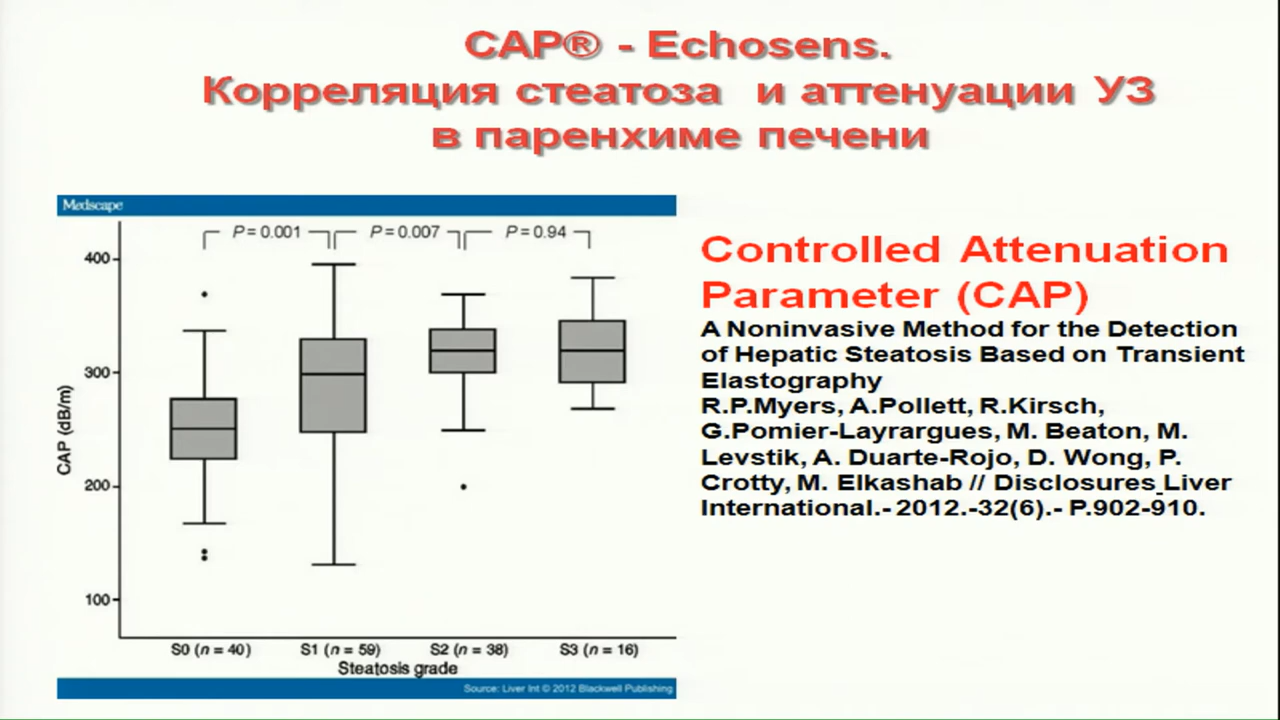 CAP® - Echosens.
Корреляция стеатоза и аттенуации УЗ
в паренхиме печени
Medscape
P = 0.001
P = 0.007
P = 0.94
400
300
200
100
CAP (dB/m)
S0 (n = 40)
S1 (n = 59)
S2 (n = 38)
S3 (n = 16)
Steatosis grade
Source: Liver Int © 2012 Blackwell Publishing
Controlled Attenuation
Parameter (CAP)
A Noninvasive Method for the Detection
of Hepatic Steatosis Based on Transient
Elastography
R.P.Myers, A.Pollett, R.Kirsch,
G.Pomier-Layrargues, M. Beaton, M.
Levstik, A. Duarte-Rojo, D. Wong, P.
Crotty, M. Elkashab // Disclosures Liver
International.- 2012.-32(6).- P.902-910.